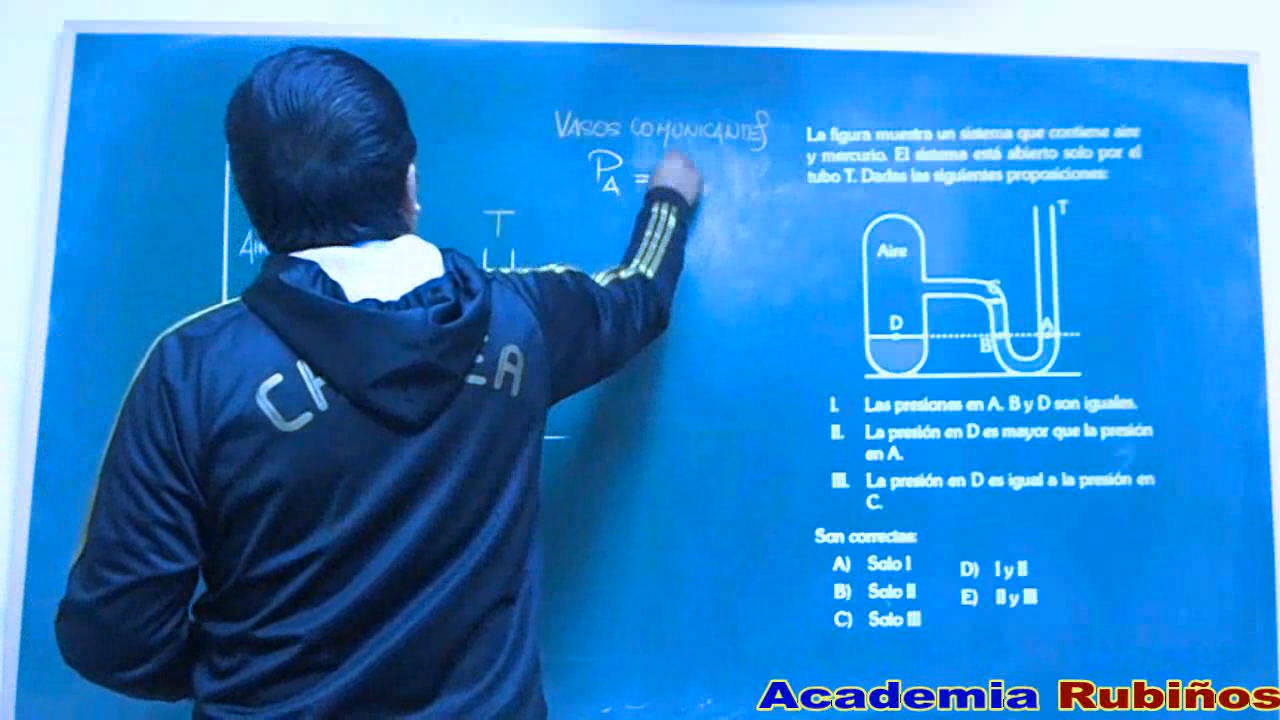 VASOS COMUNICANTES
P_A =
T
La figura muestra un sistema que contiene aire
y mercurio. El sistema está abierto solo por el
tubo T. Dadas las siguientes proposiciones:
T
Aire
C
D
A
B
I. Las presiones en A, B y D son iguales.
II. La presión en D es mayor que la presión
en A.
III. La presión en D es igual a la presión en
C.
Son correctas:
A) Solo I
B) Solo II
C) Solo III
D) I y II
E) II y III
Academia Rubiños